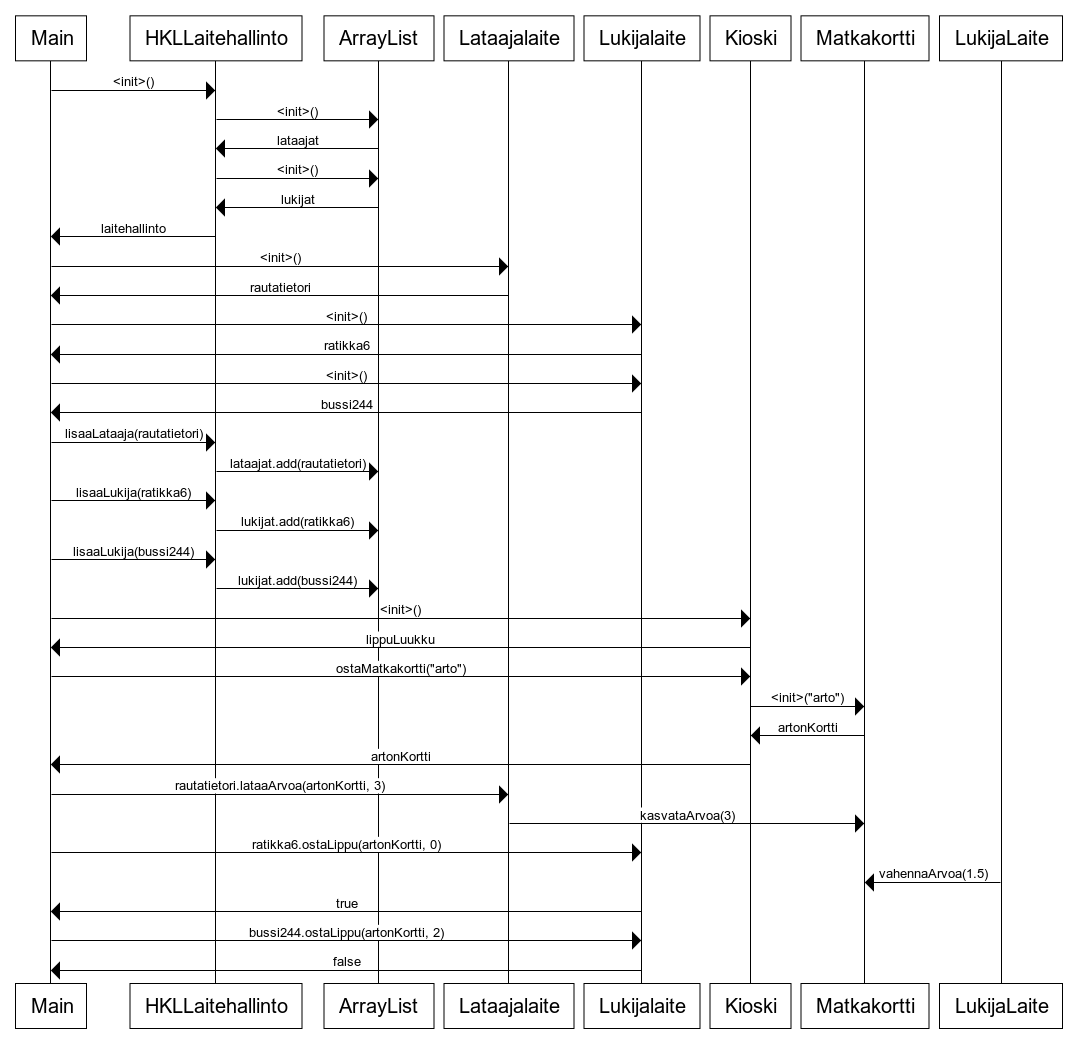 Main HKLLaitehallinto ArrayList Lataajalaite Lukijalaite Kioski Matkakortti LukijaLaite
<init>()
<init>()
lataajat
<init>()
lukijat
laitehallinto
<init>()
rautatietori
<init>()
ratikka6
<init>()
bussi244
lisaaLataaja(rautatietori)
lataajat.add(rautatietori)
lisaaLukija(ratikka6)
lukijat.add(ratikka6)
lisaaLukija(bussi244)
lukijat.add(bussi244)
<init>()
lippuLuukku
ostaMatkakortti("arto")
<init>("arto")
artonKortti
artonKortti
rautatietori.lataaArvoa(artonKortti, 3)
kasvataArvoa(3)
ratikka6.ostaLippu(artonKortti, 0)
vahennaArvoa(1.5)
true
bussi244.ostaLippu(artonKortti, 2)
false
Main HKLLaitehallinto ArrayList Lataajalaite Lukijalaite Kioski Matkakortti LukijaLaite